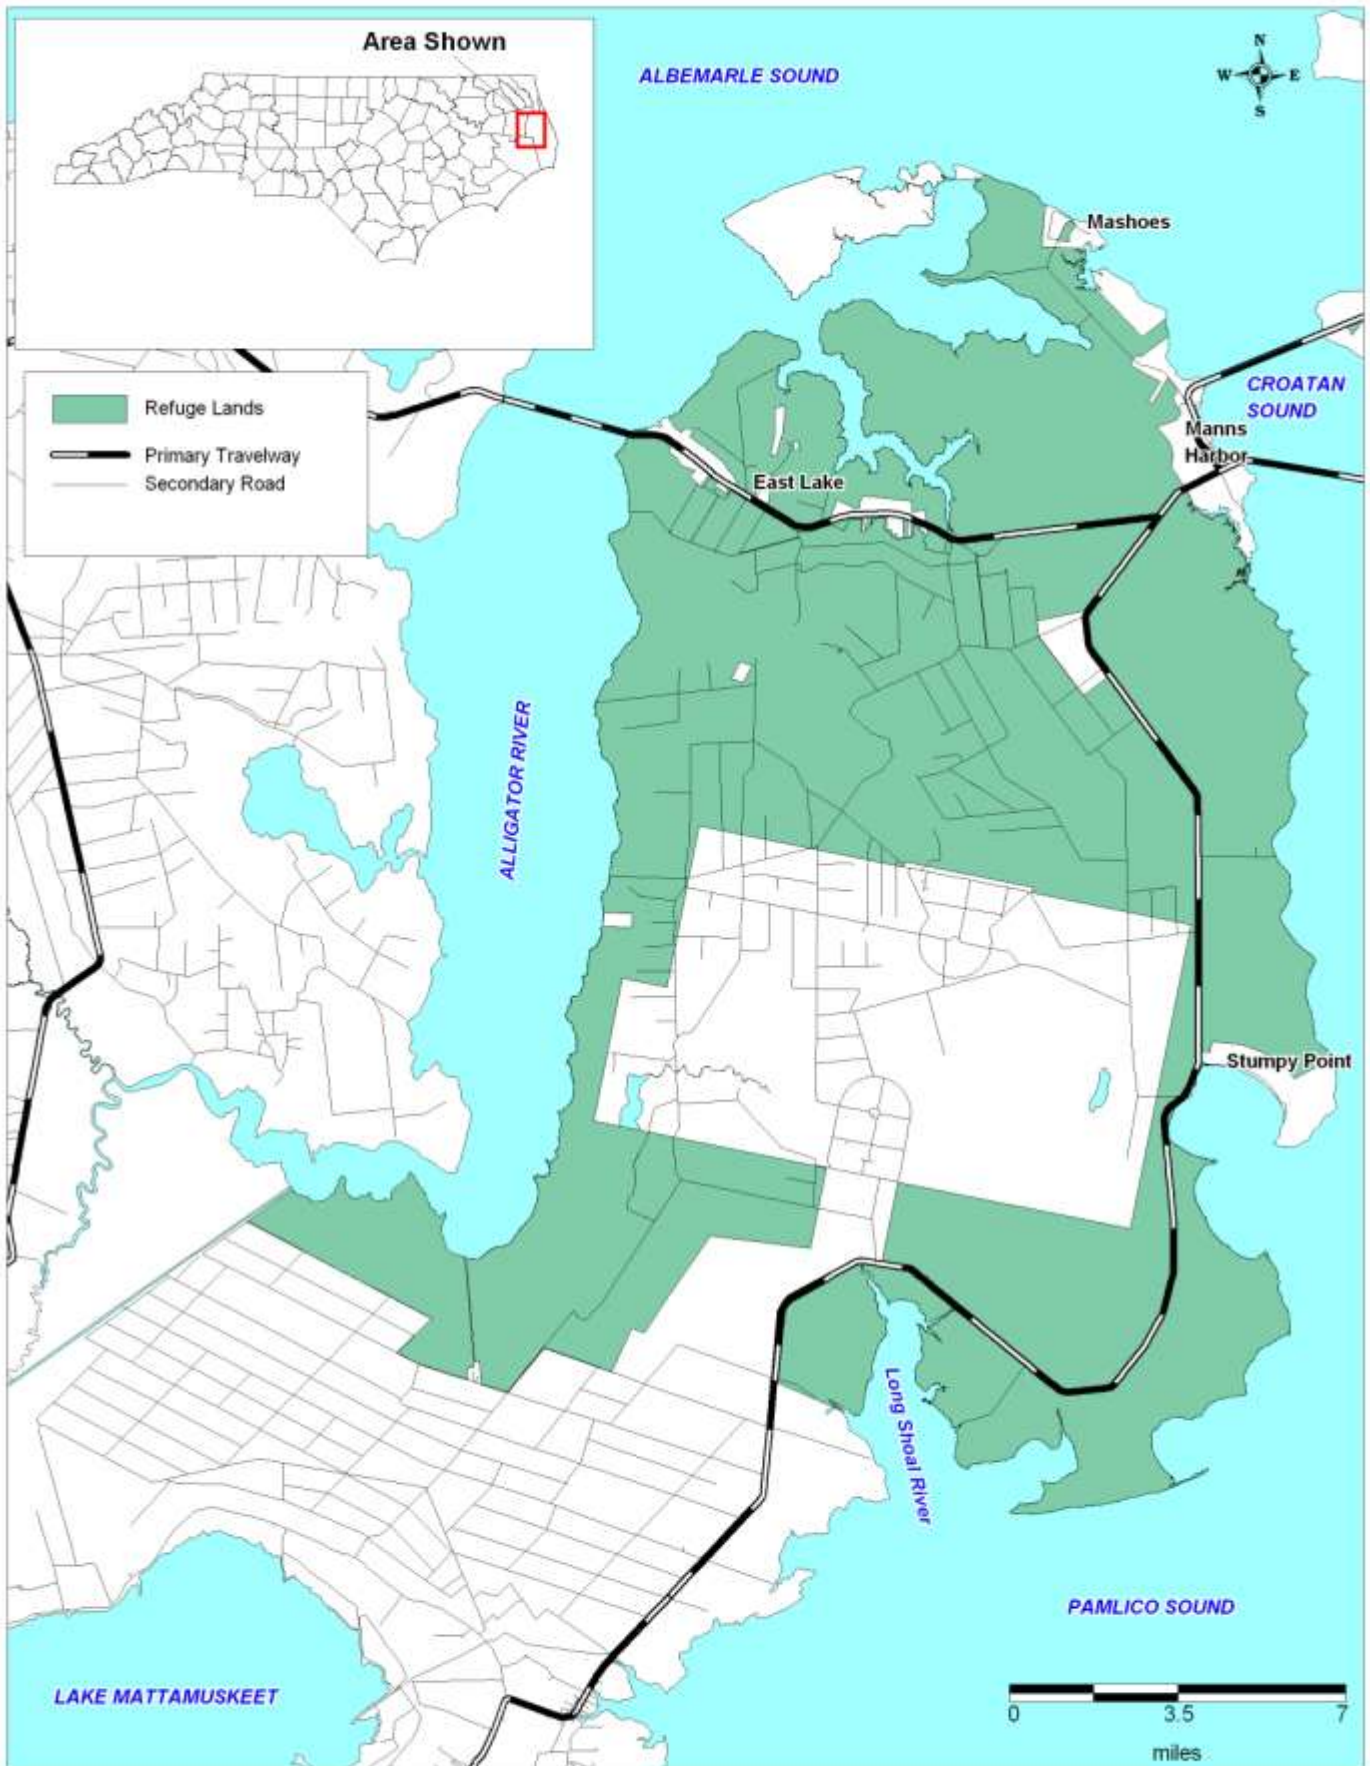 Area Shown
ALBEMARLE SOUND
N
W
E
S
Mashoes
Refuge Lands
Primary Travelway
Secondary Road
CROATAN
SOUND
Manns
Harbor
East Lake
ALLIGATOR RIVER
Stumpy Point
Long Shoal River
PAMLICO SOUND
LAKE MATTAMUSKEET
0
3.5
7
miles